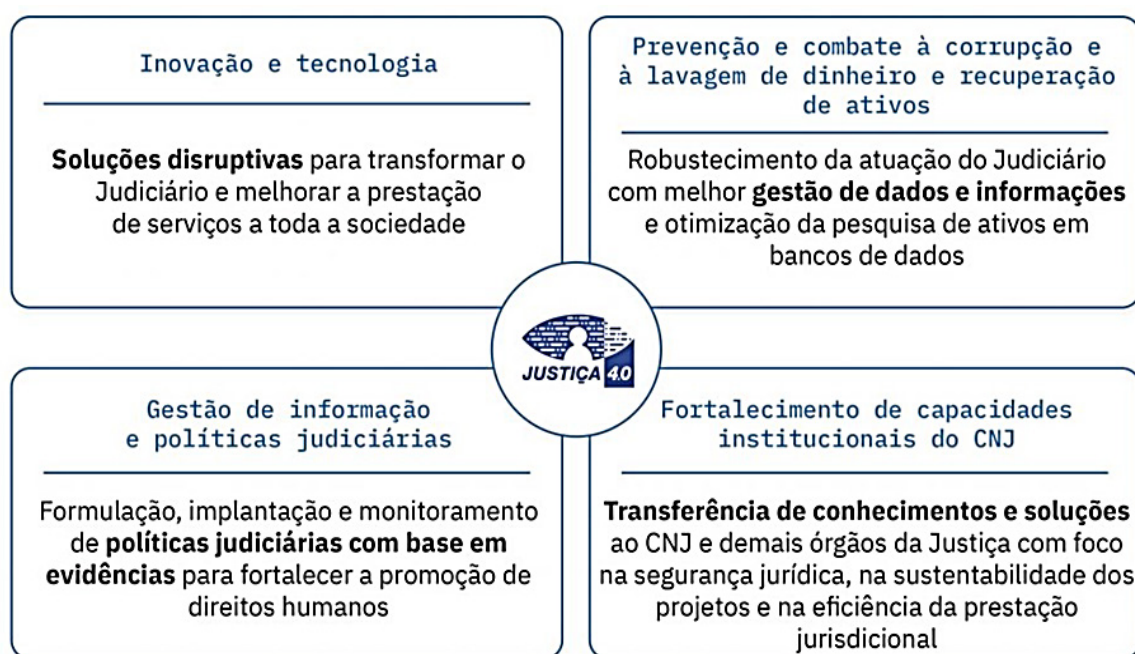 Inovação e tecnologia
Soluções disruptivas para transformar o
Judiciário e melhorar a prestação
de serviços a toda a sociedade
Prevenção e combate à corrupção e
à lavagem de dinheiro e recuperação
de ativos
Robustecimento da atuação do Judiciário
com melhor gestão de dados e informações
e otimização da pesquisa de ativos em
bancos de dados
JUSTIÇA 4.0
Gestão de informação
e políticas judiciárias
Formulação, implantação e monitoramento
de políticas judiciárias com base em
evidências para fortalecer a promoção de
direitos humanos
Fortalecimento de capacidades
institucionais do CNJ
Transferência de conhecimentos e soluções
ao CNJ e demais órgãos da Justiça com foco
na segurança jurídica, na sustentabilidade dos
projetos e na eficiência da prestação
jurisdicional